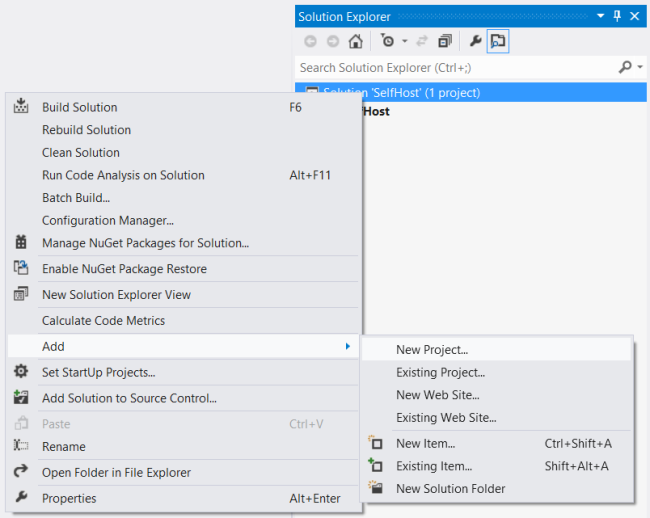 Solution Explorer
Search Solution Explorer (Ctrl+;)
Solution 'SelfHost' (1 project)
Host
Build Solution F6
Rebuild Solution
Clean Solution
Run Code Analysis on Solution Alt+F11
Batch Build...
Configuration Manager...
Manage NuGet Packages for Solution...
Enable NuGet Package Restore
New Solution Explorer View
Calculate Code Metrics
Add
Set StartUp Projects...
Add Solution to Source Control...
Paste Ctrl+V
Rename
Open Folder in File Explorer
Properties Alt+Enter
New Project...
Existing Project...
New Web Site...
Existing Web Site...
New Item... Ctrl+Shift+A
Existing Item... Shift+Alt+A
New Solution Folder